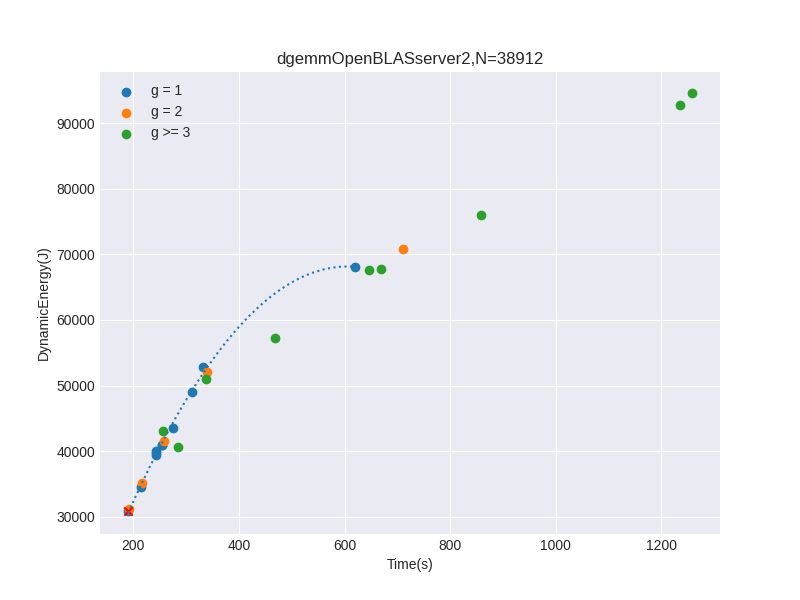 dgemmOpenBLASserver2,N=38912
g = 1
g = 2
g >= 3
90000
80000
70000
60000
50000
40000
30000
DynamicEnergy(J)
200 400 600 800 1000 1200
Time(s)